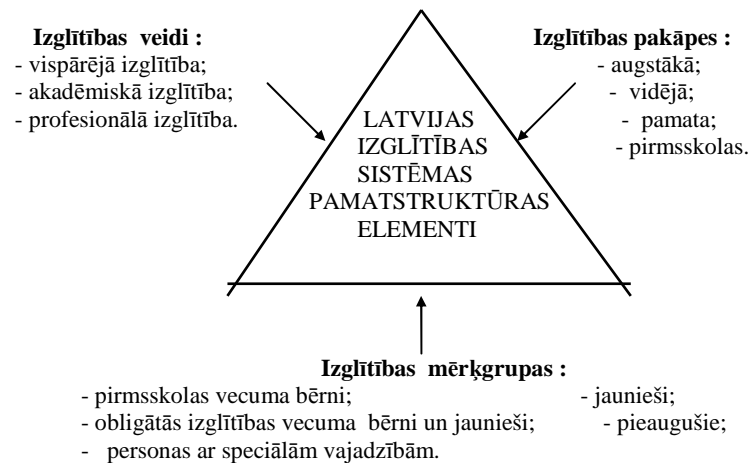 Izglītības veidi :
- vispārējā izglītība;
- akadēmiskā izglītība;
- profesionālā izglītība.
Izglītības pakāpes :
- augstākā;
- vidējā;
- pamata;
- pirmsskolas.
LATVIJAS
IZGLĪTĪBAS
SISTĒMAS
PAMATSTRUKTŪRAS
ELEMENTI
Izglītības mērķgrupas :
- pirmsskolas vecuma bērni; - jaunieši;
- obligātās izglītības vecuma bērni un jaunieši; - pieaugušie;
- personas ar speciālām vajadzībām.